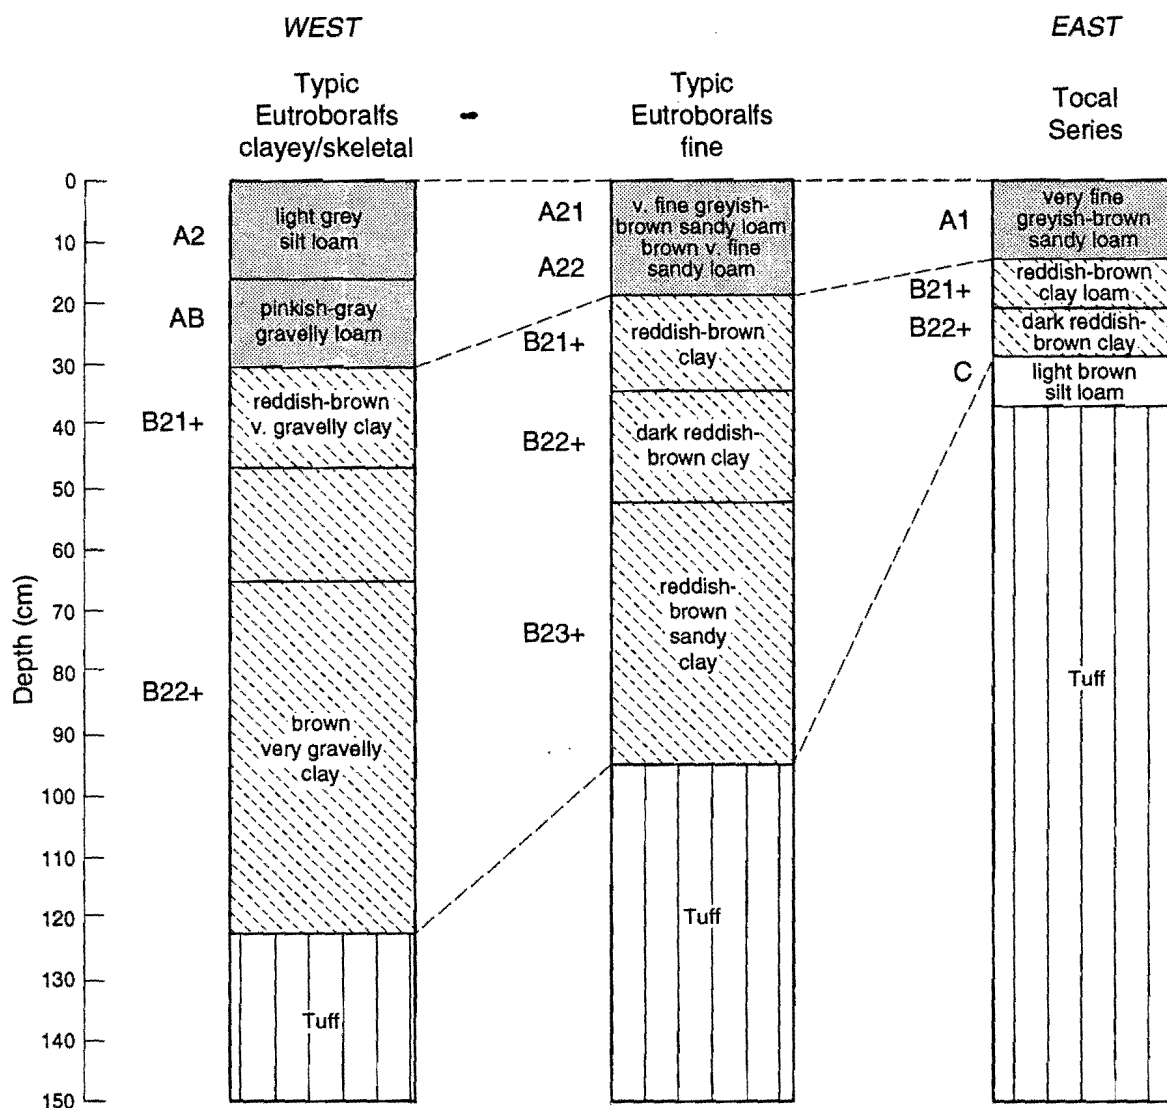 WEST
EAST
Typic
Eutroboralfs
clayey/skeletal
Typic
Eutroboralfs
fine
Tocal
Series
Depth (cm)
0
10
20
30
40
50
60
70
80
90
100
110
120
130
140
150
A2
light grey
silt loam
AB
pinkish-gray
gravelly loam
B21+
reddish-brown
v. gravelly clay
B22+
brown
very gravelly
clay
Tuff
A21
v. fine greyish-
brown sandy loam
A22
brown v. fine
sandy loam
B21+
reddish-brown
clay
B22+
dark reddish-
brown clay
B23+
reddish-
brown
sandy
clay
Tuff
A1
very fine
greyish-brown
sandy loam
B21+
reddish-brown
clay loam
B22+
dark reddish-
brown clay
C
light brown
silt loam
Tuff